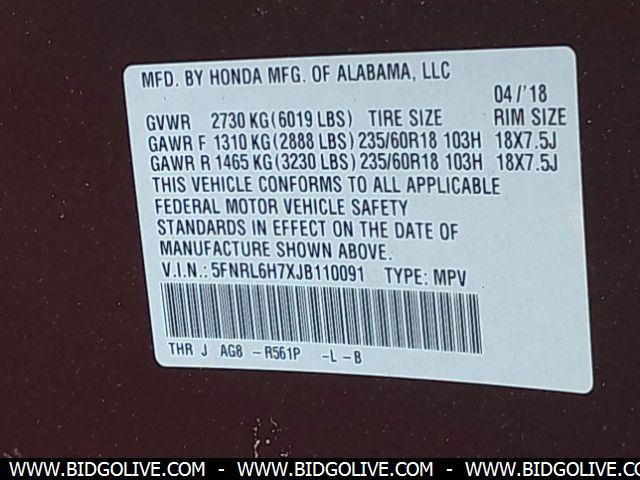 MFD. BY HONDA MFG. OF ALABAMA, LLC
04/'18
GVWR 2730 KG (6019 LBS) TIRE SIZE RIM SIZE
GAWR F 1310 KG (2888 LBS) 235/60R18 103H 18X7.5J
GAWR R 1465 KG (3230 LBS) 235/60R18 103H 18X7.5J
THIS VEHICLE CONFORMS TO ALL APPLICABLE
FEDERAL MOTOR VEHICLE SAFETY
STANDARDS IN EFFECT ON THE DATE OF
MANUFACTURE SHOWN ABOVE.
V.I.N.: 5FNRL6H7XJB110091 TYPE: MPV
THR J AG8 -R561P -L-B
WWW.BIDGOLIVE.COM - WWW.BIDGOLIVE.COM - WWW.BIDGOLIVE.COM